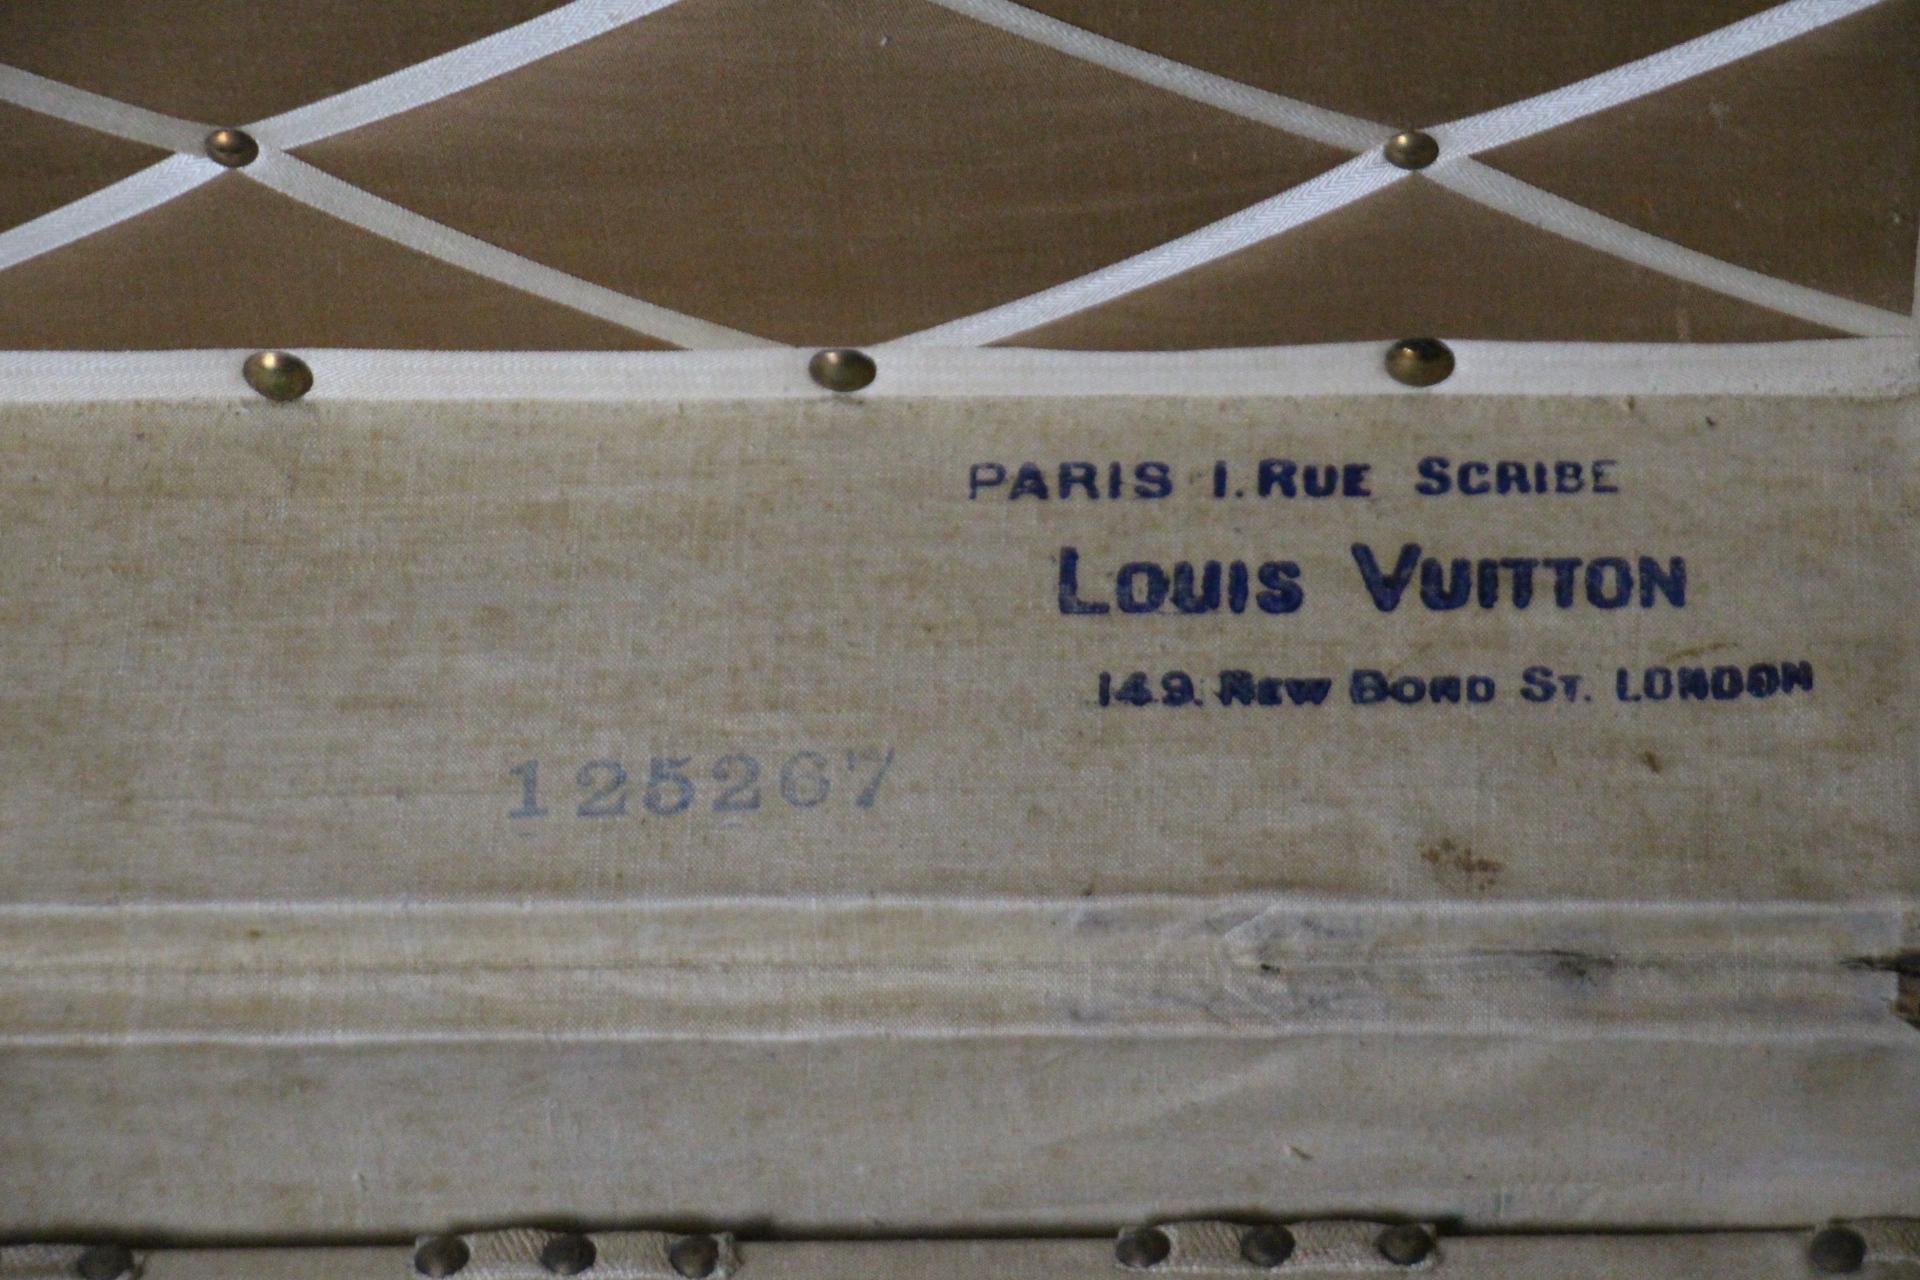 PARIS 1. RUE SCRIBE
LOUIS VUITTON
149. NEW BOND ST. LONDON
125267